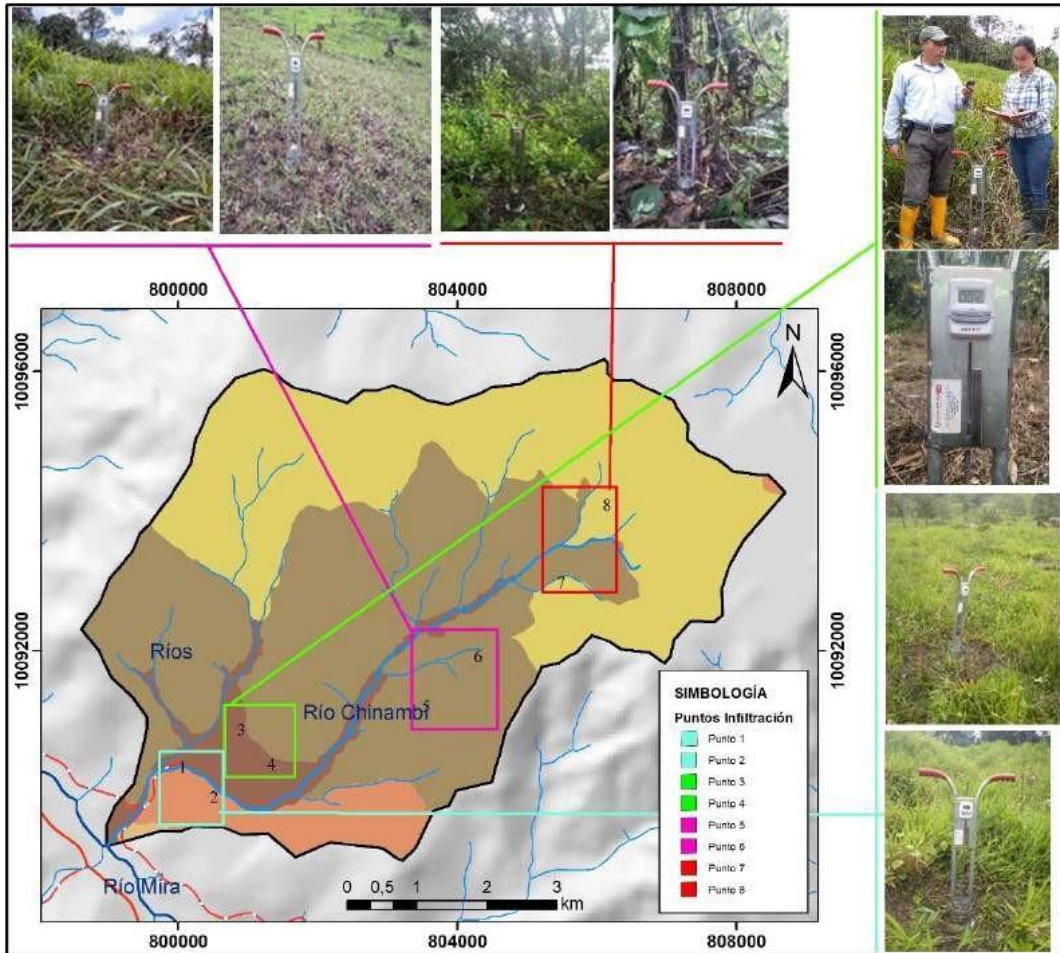 800000 804000 808000
N
10096000 10096000
8
7
Ríos
10092000 10092000
6
5
Río Chinambí
3
4
1
2
Río Mira
0 0,5 1 2 3
km
SIMBOLOGÍA
Puntos Infiltración
Punto 1
Punto 2
Punto 3
Punto 4
Punto 5
Punto 6
Punto 7
Punto 8
800000 804000 808000